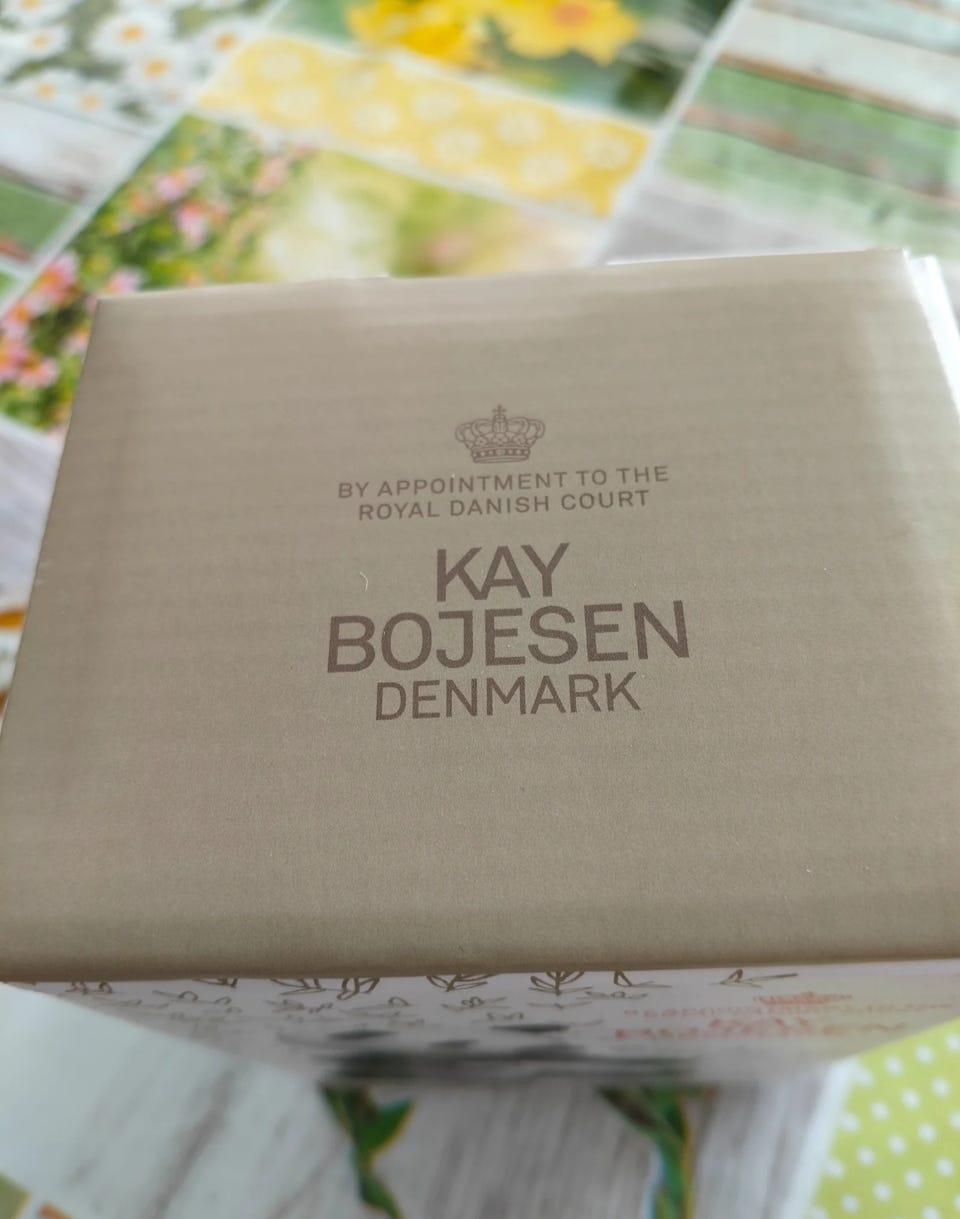 BY APPOINTMENT TO THE
ROYAL DANISH COURT
KAY
BOJESEN
DENMARK